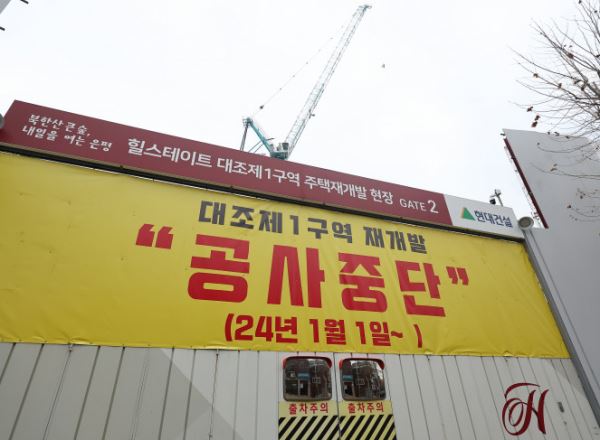 북한산 큰숲,
내일을 여는 은평
힐스테이트 대조제1구역 주택재개발 현장 GATE 2
현대건설
대조제1구역 재개발
“공사중단”
(24년 1월 1일~ )
출차주의 출차주의
H